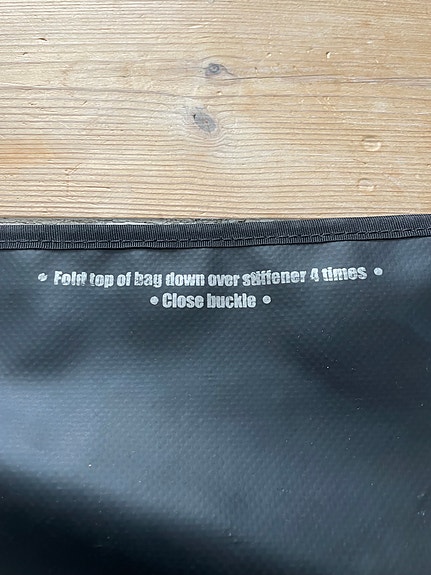 • Fold top of bag down over stiffener 4 times •
• Close buckle •